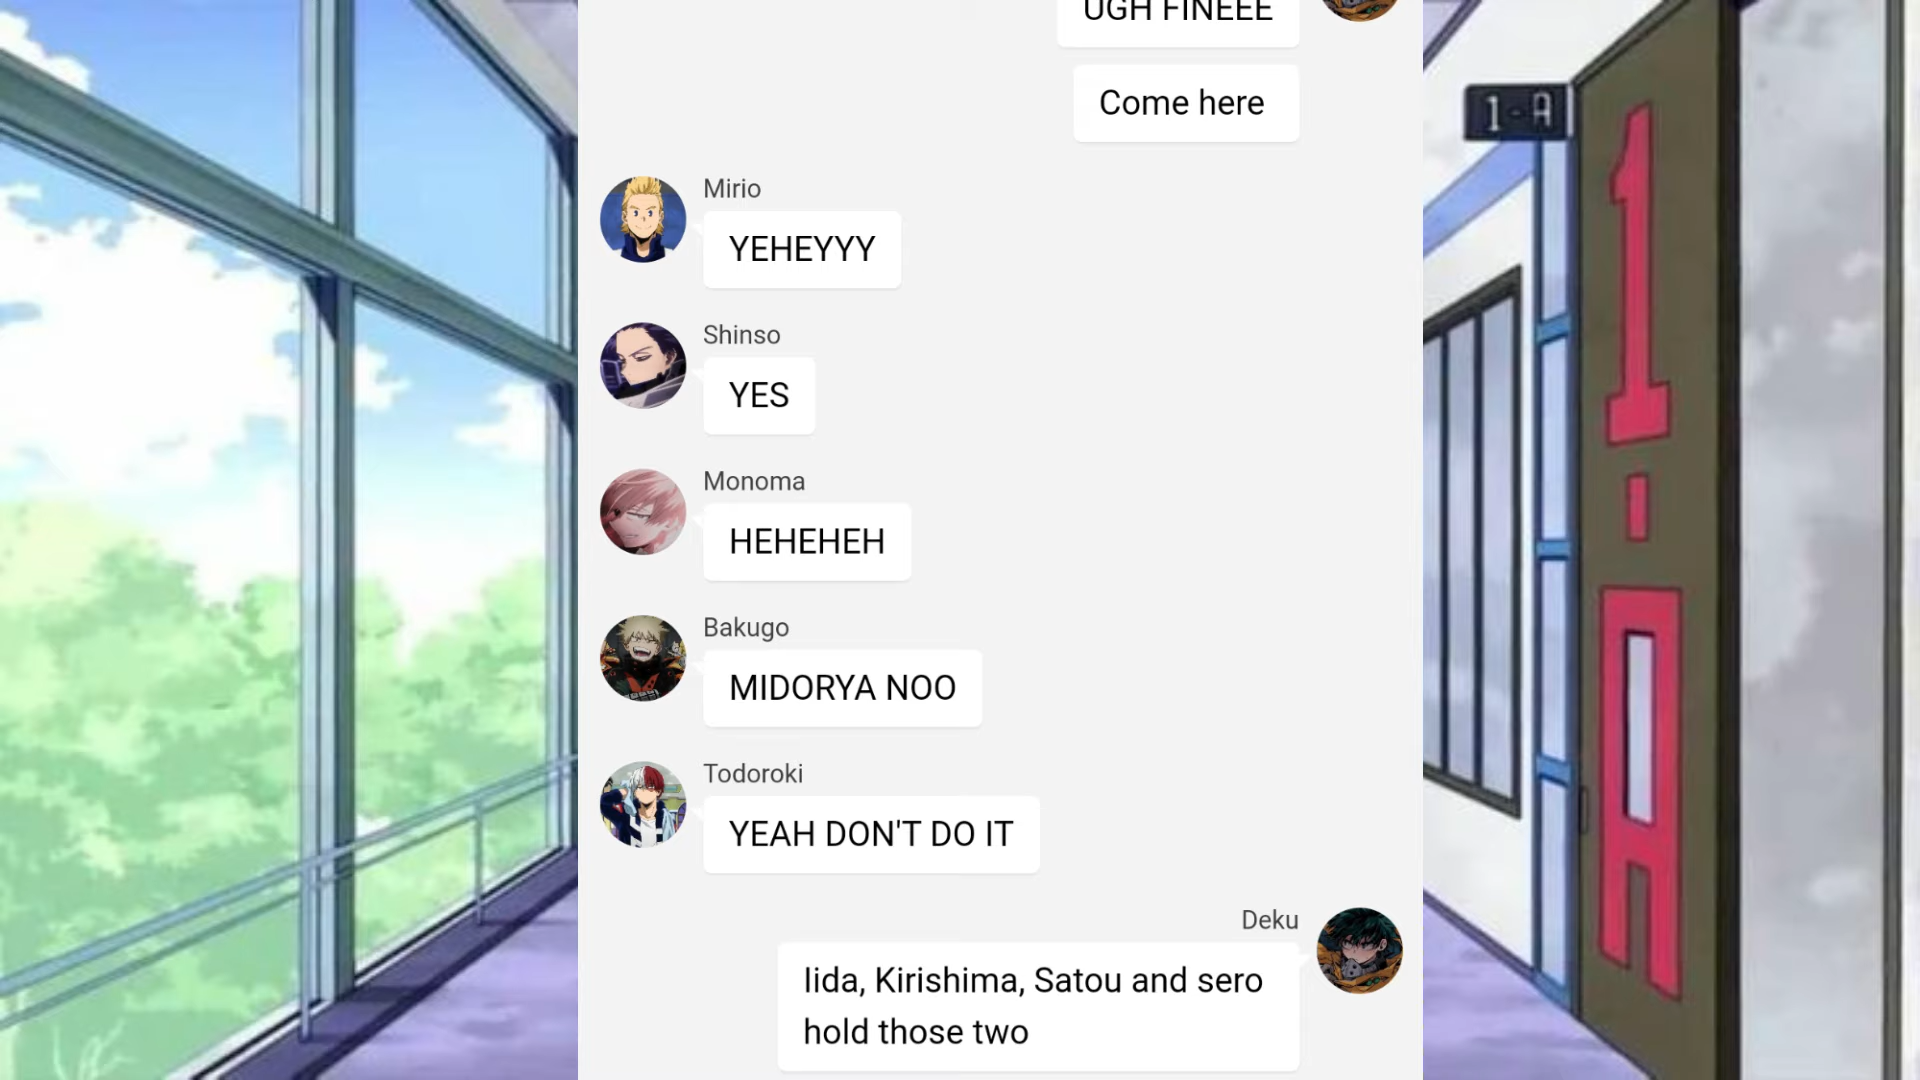 UGH FINEEE
Come here
Mirio
YEHEYYY
Shinso
YES
Monoma
HEHEHEH
Bakugo
MIDORYA NOO
Todoroki
YEAH DON'T DO IT
Deku
Iida, Kirishima, Satou and sero
hold those two
1-A
1-A